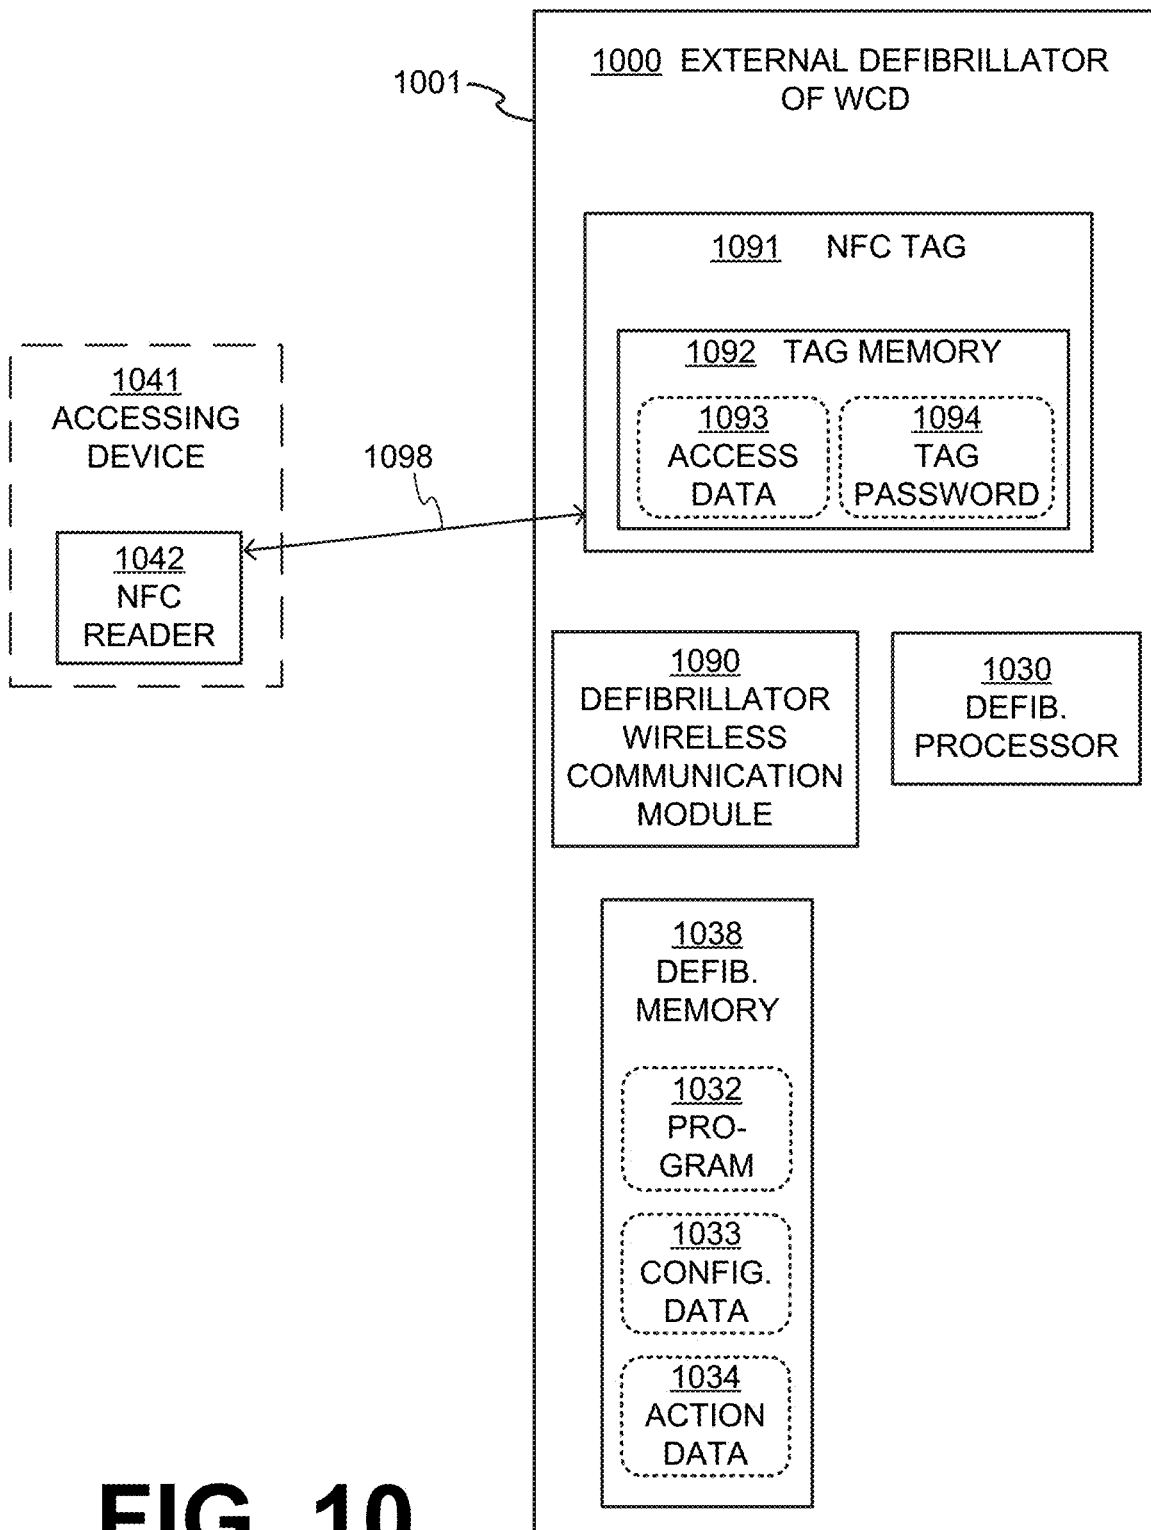 1000 EXTERNAL DEFIBRILLATOR
OF WCD
1001
1091 NFC TAG
1092 TAG MEMORY
1093
ACCESS
DATA
1094
TAG
PASSWORD
1041
ACCESSING
DEVICE
1098
1042
NFC
READER
1090
DEFIBRILLATOR
WIRELESS
COMMUNICATION
MODULE
1030
DEFIB.
PROCESSOR
1038
DEFIB.
MEMORY
1032
PRO-
GRAM
1033
CONFIG.
DATA
1034
ACTION
DATA
FIG. 10